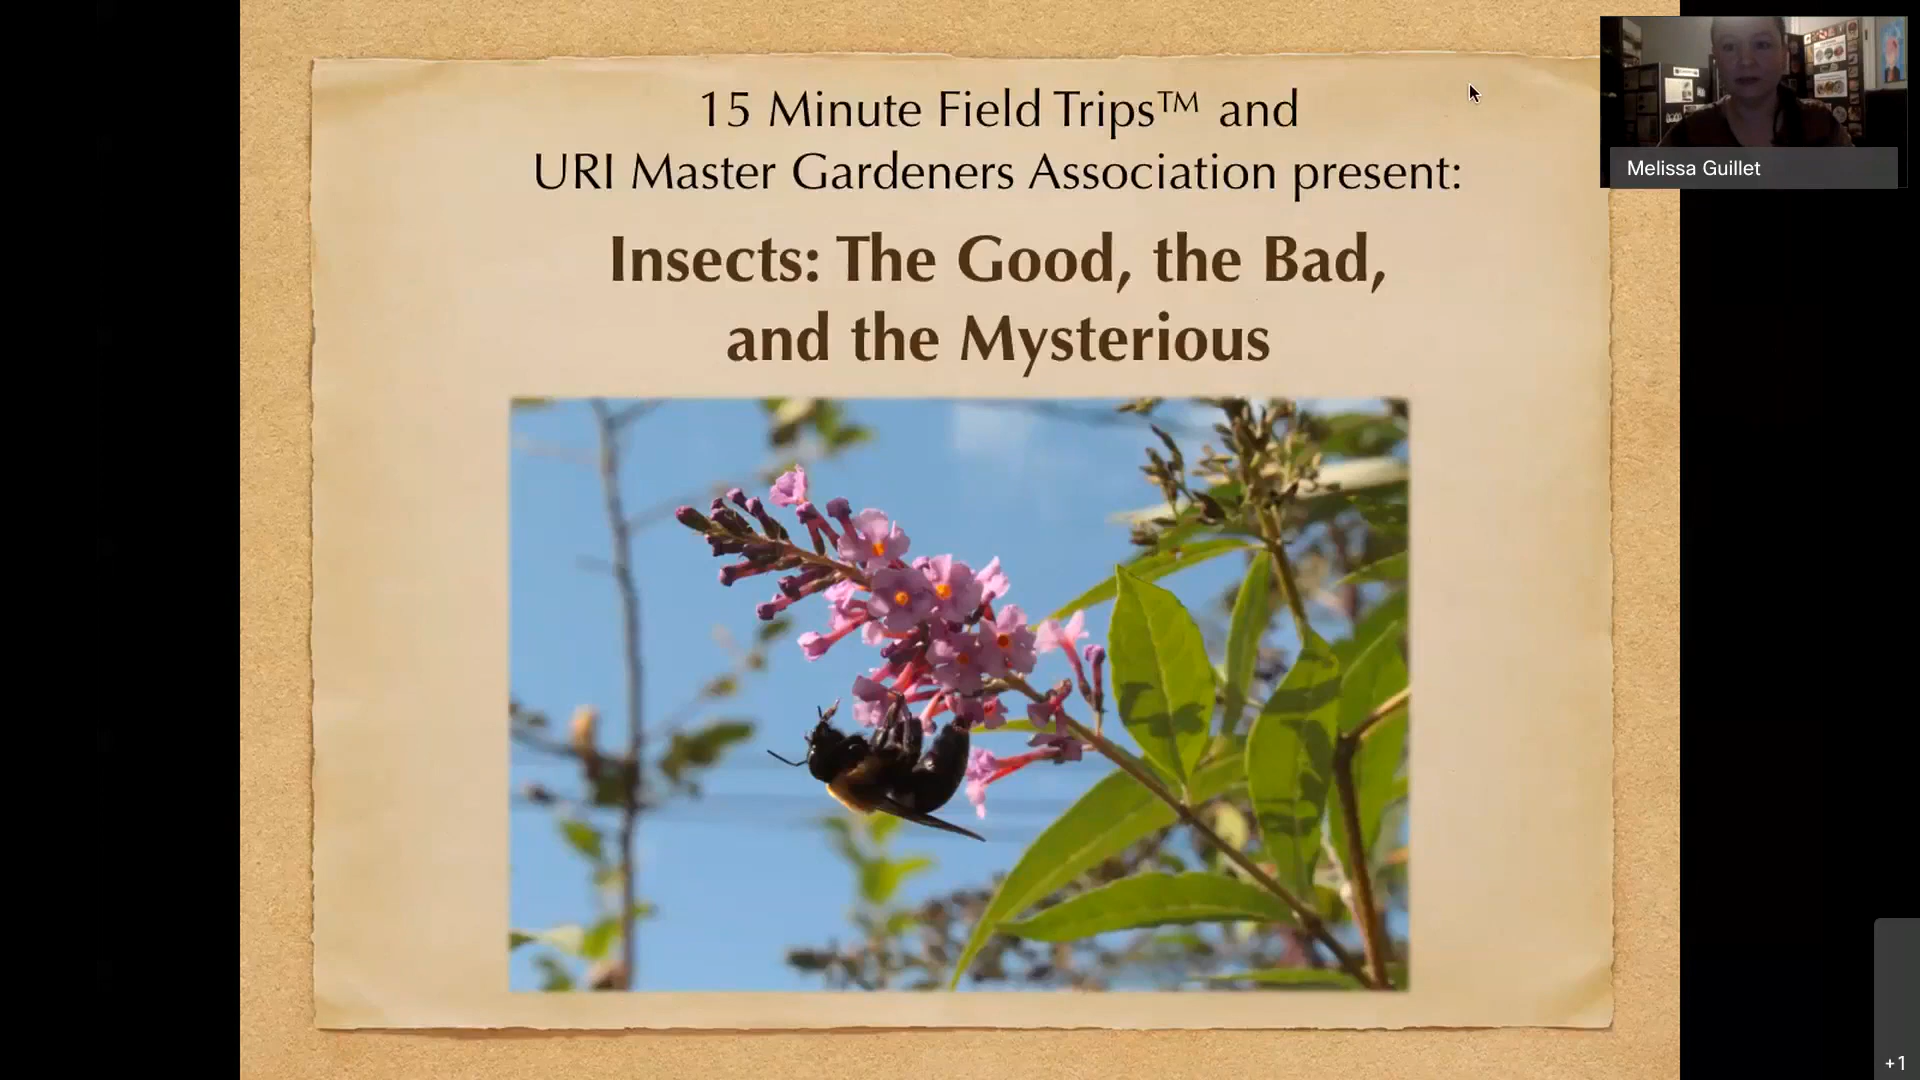 15 Minute Field Trips™ and
URI Master Gardeners Association present:
Insects: The Good, the Bad,
and the Mysterious
Melissa Guillet
+1